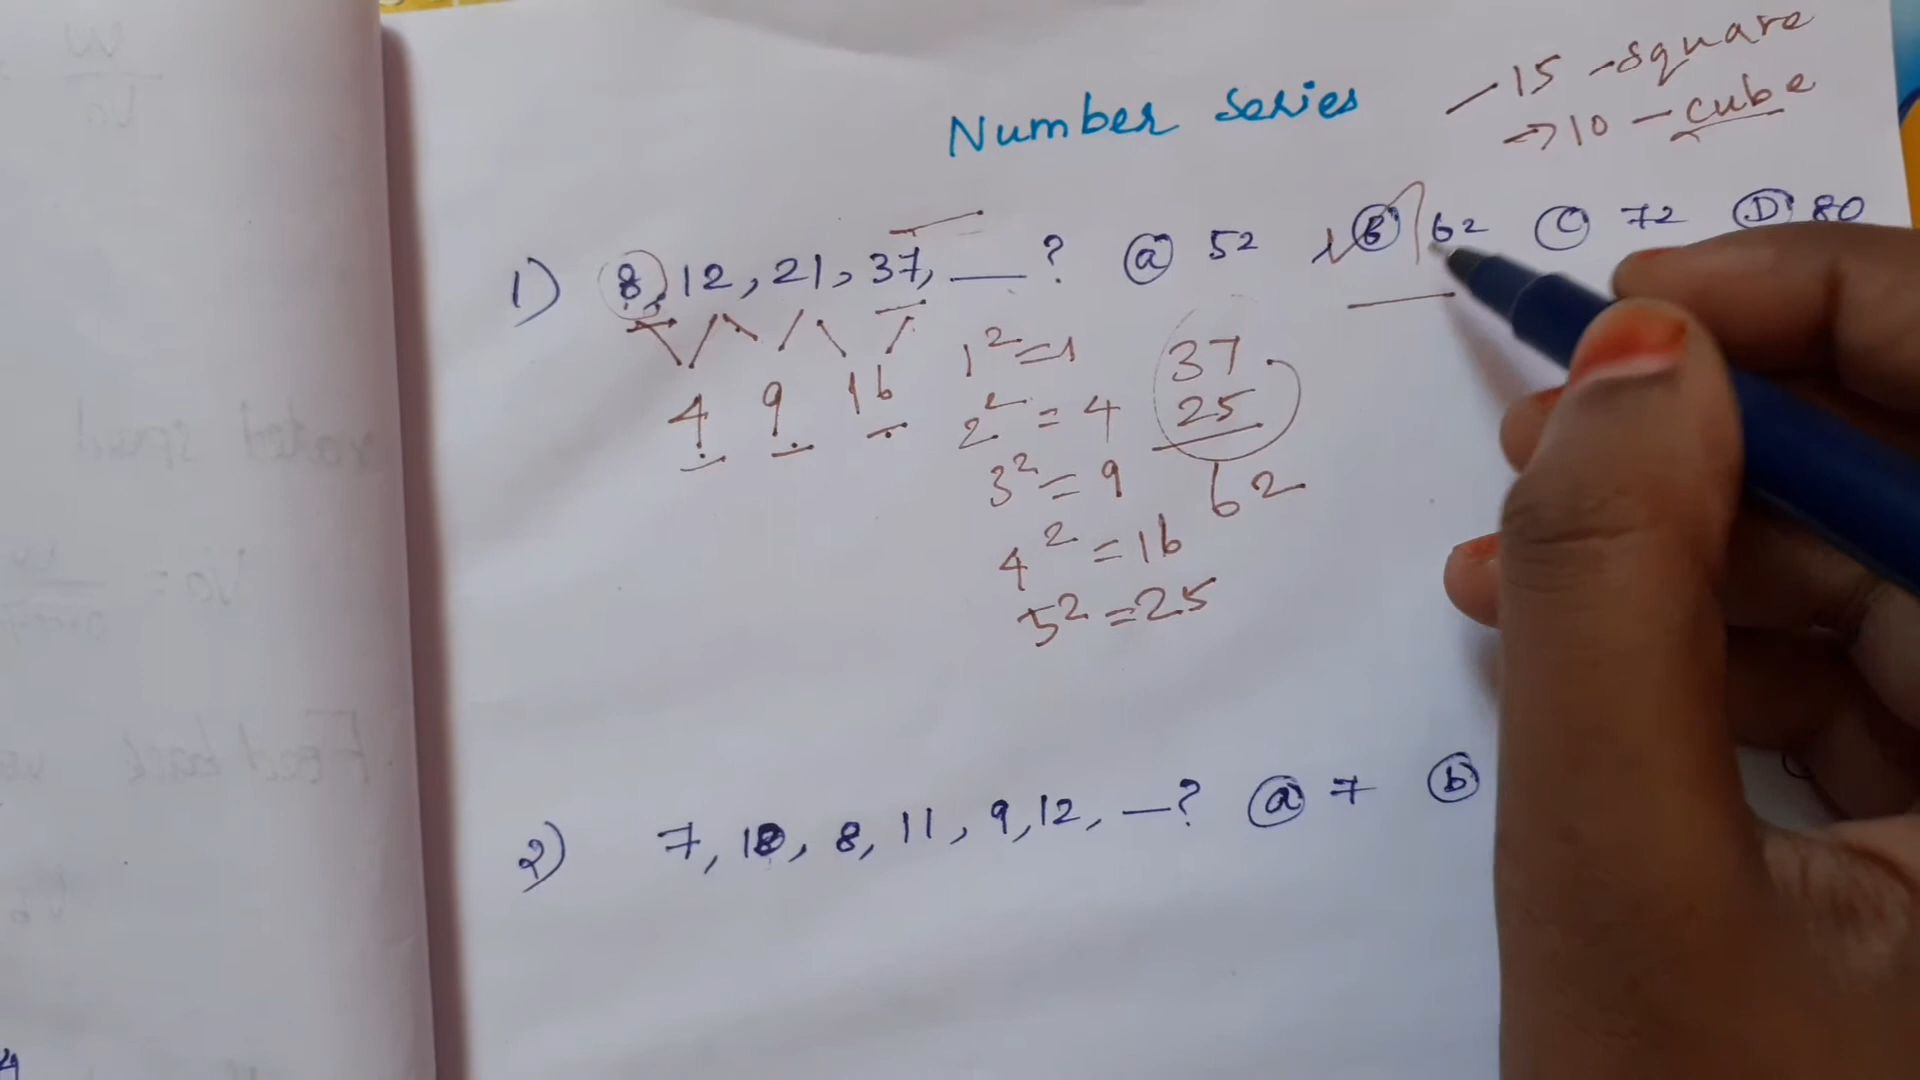 Number series
– 15 – square
→ 10 – cube
1) 8, 12, 21, 37, __ ? (a) 52 (B) 62 (C) 72 (D) 80
4 9 16
1² = 1
2² = 4
3² = 9
4² = 16
5² = 25
37
25
62
2) 7, 10, 8, 11, 9, 12, __ ? (a) 7 (b)